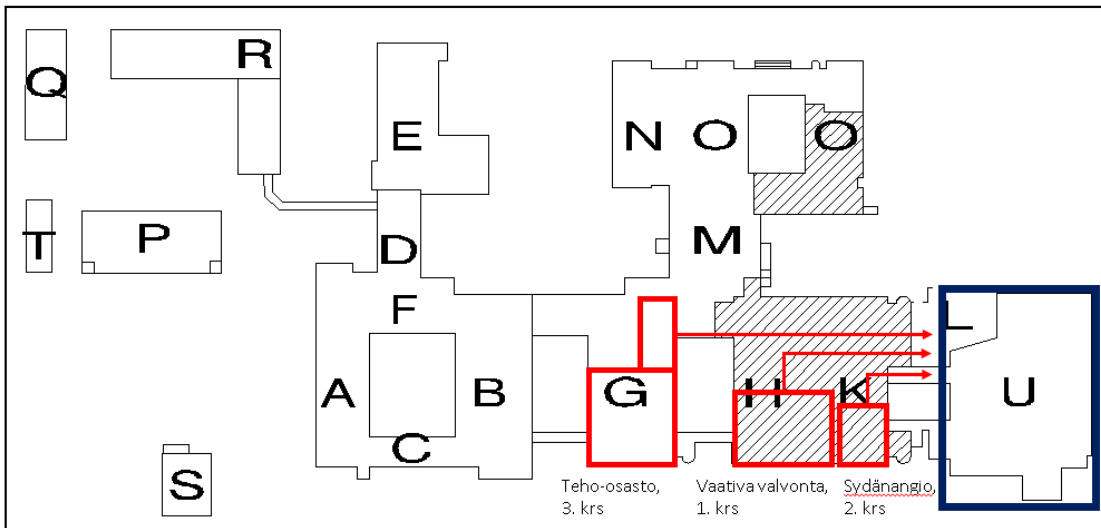 R
Q
E
N O O
T
P
D
M
F
L
A
B
G
H
K
U
C
S
Teho-osasto,
3. krs
Vaativa valvonta,
1. krs
Sydänangio,
2. krs